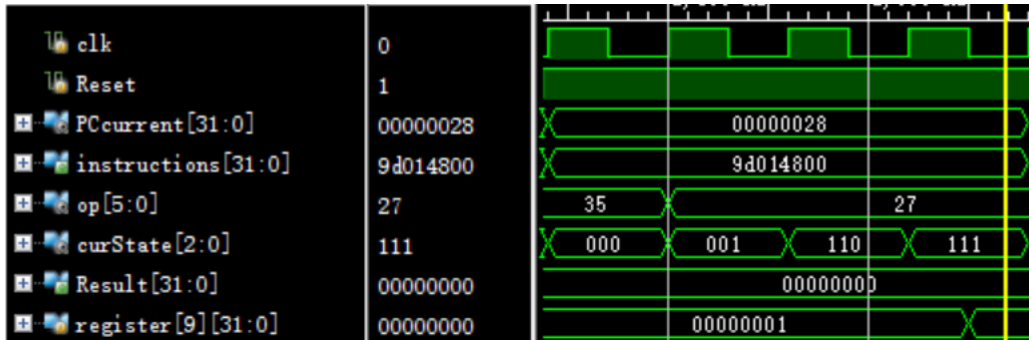 clk 0
Reset 1
PCcurrent[31:0] 00000028 00000028
instructions[31:0] 9d014800 9d014800
op[5:0] 27 35 27
curState[2:0] 111 000 001 110 111
Result[31:0] 00000000 00000000
register[9][31:0] 00000000 00000001